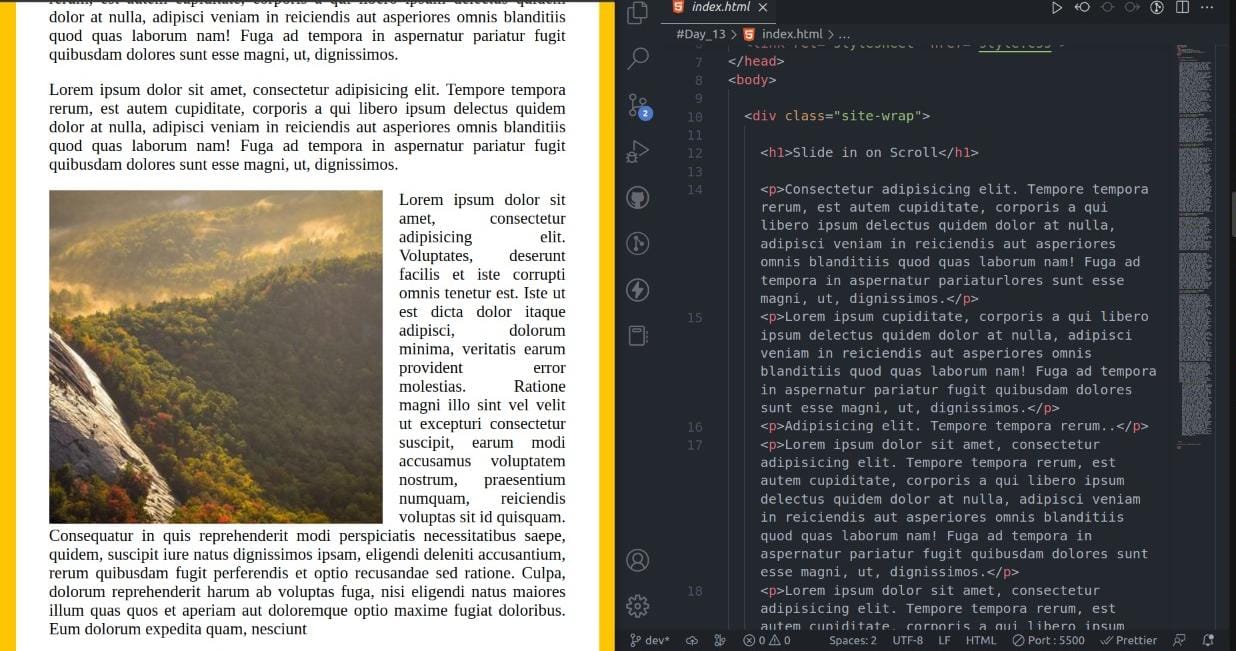 rerum, est autem cupiditate, corporis a qui libero ipsum delectus quidem
dolor at nulla, adipisci veniam in reiciendis aut asperiores omnis blanditiis
quod quas laborum nam! Fuga ad tempora in aspernatur pariatur fugit
quibusdam dolores sunt esse magni, ut, dignissimos.
Lorem ipsum dolor sit amet, consectetur adipisicing elit. Tempore tempora
rerum, est autem cupiditate, corporis a qui libero ipsum delectus quidem
dolor at nulla, adipisci veniam in reiciendis aut asperiores omnis blanditiis
quod quas laborum nam! Fuga ad tempora in aspernatur pariatur fugit
quibusdam dolores sunt esse magni, ut, dignissimos.
Lorem ipsum dolor sit
amet, consectetur
adipisicing elit.
Voluptates, deserunt
facilis et iste corrupti
omnis tenetur est. Iste ut
est dicta dolor itaque
adipisci, dolorum
minima, veritatis earum
provident error
molestias. Ratione
magni illo sint vel velit
ut excepturi consectetur
suscipit, earum modi
accusamus voluptatem
nostrum, praesentium
numquam, reiciendis
voluptas sit id quisquam.
Consequatur in quis reprehenderit modi perspiciatis necessitatibus saepe,
quidem, suscipit iure natus dignissimos ipsam, eligendi deleniti accusantium,
rerum quibusdam fugit perferendis et optio recusandae sed ratione. Culpa,
dolorum reprehenderit harum ab voluptas fuga, nisi eligendi natus maiores
illum quas quos et aperiam aut doloremque optio maxime fugiat doloribus.
Eum dolorum expedita quam, nesciunt
index.html
#Day_13 > index.html > ...
<link rel="stylesheet" href="style.css">
7 </head>
8 <body>
9
10 <div class="site-wrap">
11
12 <h1>Slide in on Scroll</h1>
13
14 <p>Consectetur adipisicing elit. Tempore tempora
rerum, est autem cupiditate, corporis a qui
libero ipsum delectus quidem dolor at nulla,
adipisci veniam in reiciendis aut asperiores
omnis blanditiis quod quas laborum nam! Fuga ad
tempora in aspernatur pariaturlores sunt esse
magni, ut, dignissimos.</p>
15 <p>Lorem ipsum cupiditate, corporis a qui libero
ipsum delectus quidem dolor at nulla, adipisci
veniam in reiciendis aut asperiores omnis
blanditiis quod quas laborum nam! Fuga ad tempora
in aspernatur pariatur fugit quibusdam dolores
sunt esse magni, ut, dignissimos.</p>
16 <p>Adipisicing elit. Tempore tempora rerum..</p>
17 <p>Lorem ipsum dolor sit amet, consectetur
adipisicing elit. Tempore tempora rerum, est
autem cupiditate, corporis a qui libero ipsum
delectus quidem dolor at nulla, adipisci veniam
in reiciendis aut asperiores omnis blanditiis
quod quas laborum nam! Fuga ad tempora in
aspernatur pariatur fugit quibusdam dolores sunt
esse magni, ut, dignissimos.</p>
18 <p>Lorem ipsum dolor sit amet, consectetur
adipisicing elit. Tempore tempora rerum, est
autem cupiditate, corporis a qui libero ipsum
2
dev* 0 0 Spaces: 2 UTF-8 LF HTML Port : 5500 Prettier